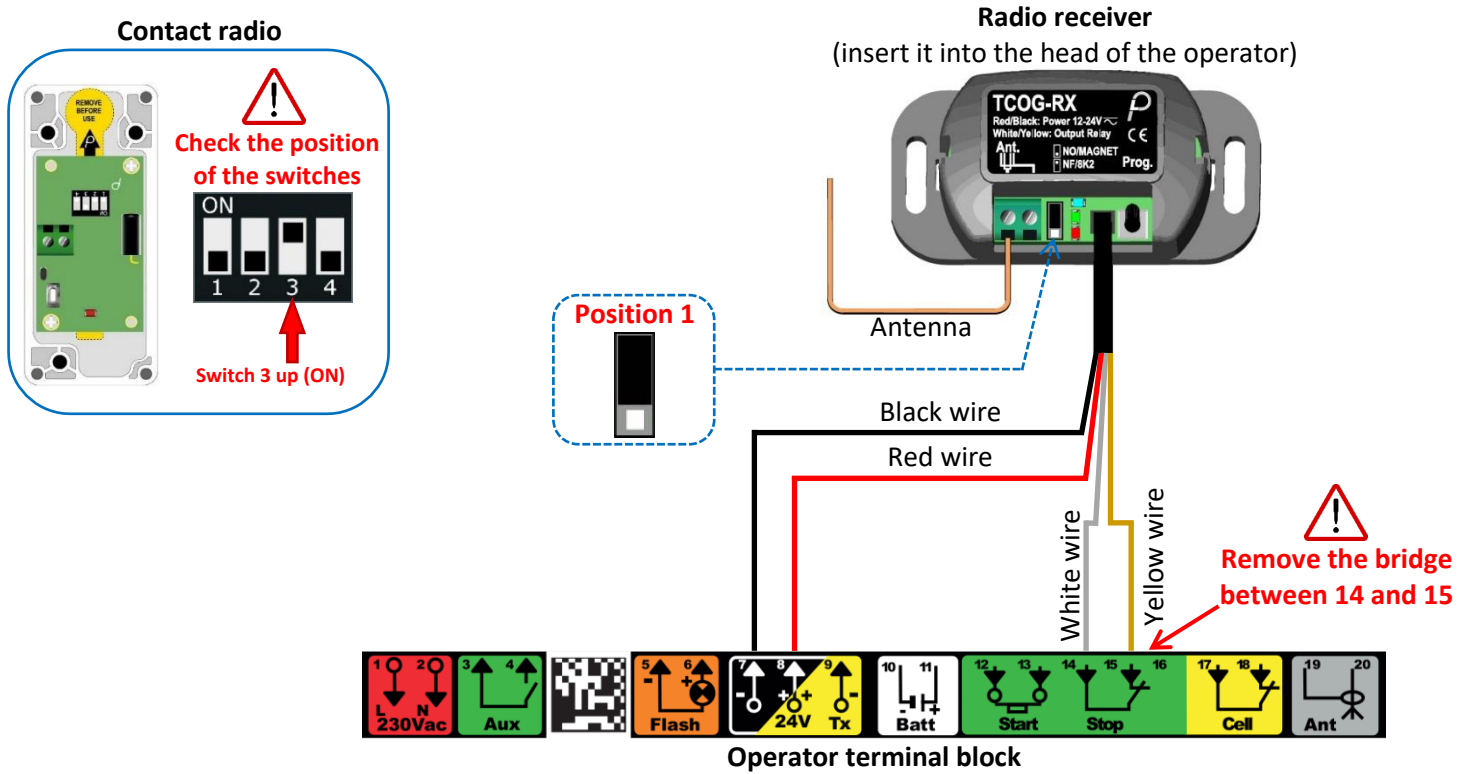 Contact radio
REMOVE
BEFORE
USE
Check the position
of the switches
ON
1 2 3 4
Switch 3 up (ON)
Radio receiver
(insert it into the head of the operator)
TCOG-RX
Red/Black: Power 12-24V
White/Yellow: Output Relay
CE
Ant.
NO/MAGNET
NF/8K2
Prog.
Position 1
Antenna
Black wire
Red wire
White wire
Yellow wire
Remove the bridge
between 14 and 15
1 2 3 4 5 6 7 8 9 10 11 12 13 14 15 16 17 18 19 20
L N
- + - + + - - +
230Vac Aux Flash 24V Tx Batt Start Stop Cell Ant
Operator terminal block